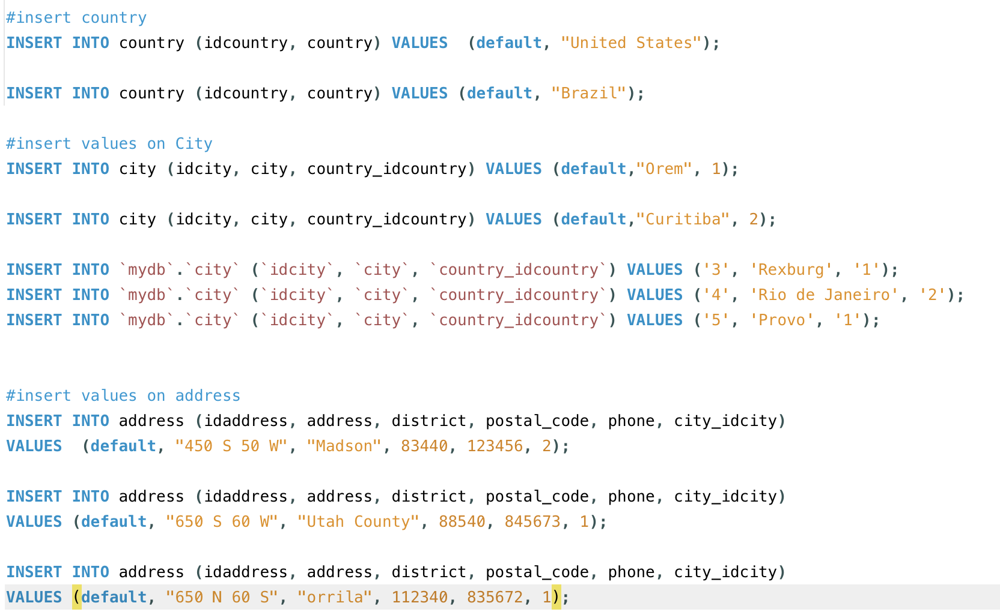 #insert country
INSERT INTO country (idcountry, country) VALUES  (default, "United States");
INSERT INTO country (idcountry, country) VALUES (default, "Brazil");
#insert values on City
INSERT INTO city (idcity, city, country_idcountry) VALUES (default,"Orem", 1);
INSERT INTO city (idcity, city, country_idcountry) VALUES (default,"Curitiba", 2);
INSERT INTO `mydb`.`city` (`idcity`, `city`, `country_idcountry`) VALUES ('3', 'Rexburg', '1');
INSERT INTO `mydb`.`city` (`idcity`, `city`, `country_idcountry`) VALUES ('4', 'Rio de Janeiro', '2');
INSERT INTO `mydb`.`city` (`idcity`, `city`, `country_idcountry`) VALUES ('5', 'Provo', '1');
#insert values on address
INSERT INTO address (idaddress, address, district, postal_code, phone, city_idcity)
VALUES  (default, "450 S 50 W", "Madson", 83440, 123456, 2);
INSERT INTO address (idaddress, address, district, postal_code, phone, city_idcity)
VALUES (default, "650 S 60 W", "Utah County", 88540, 845673, 1);
INSERT INTO address (idaddress, address, district, postal_code, phone, city_idcity)
VALUES (default, "650 N 60 S", "orrila", 112340, 835672, 1);